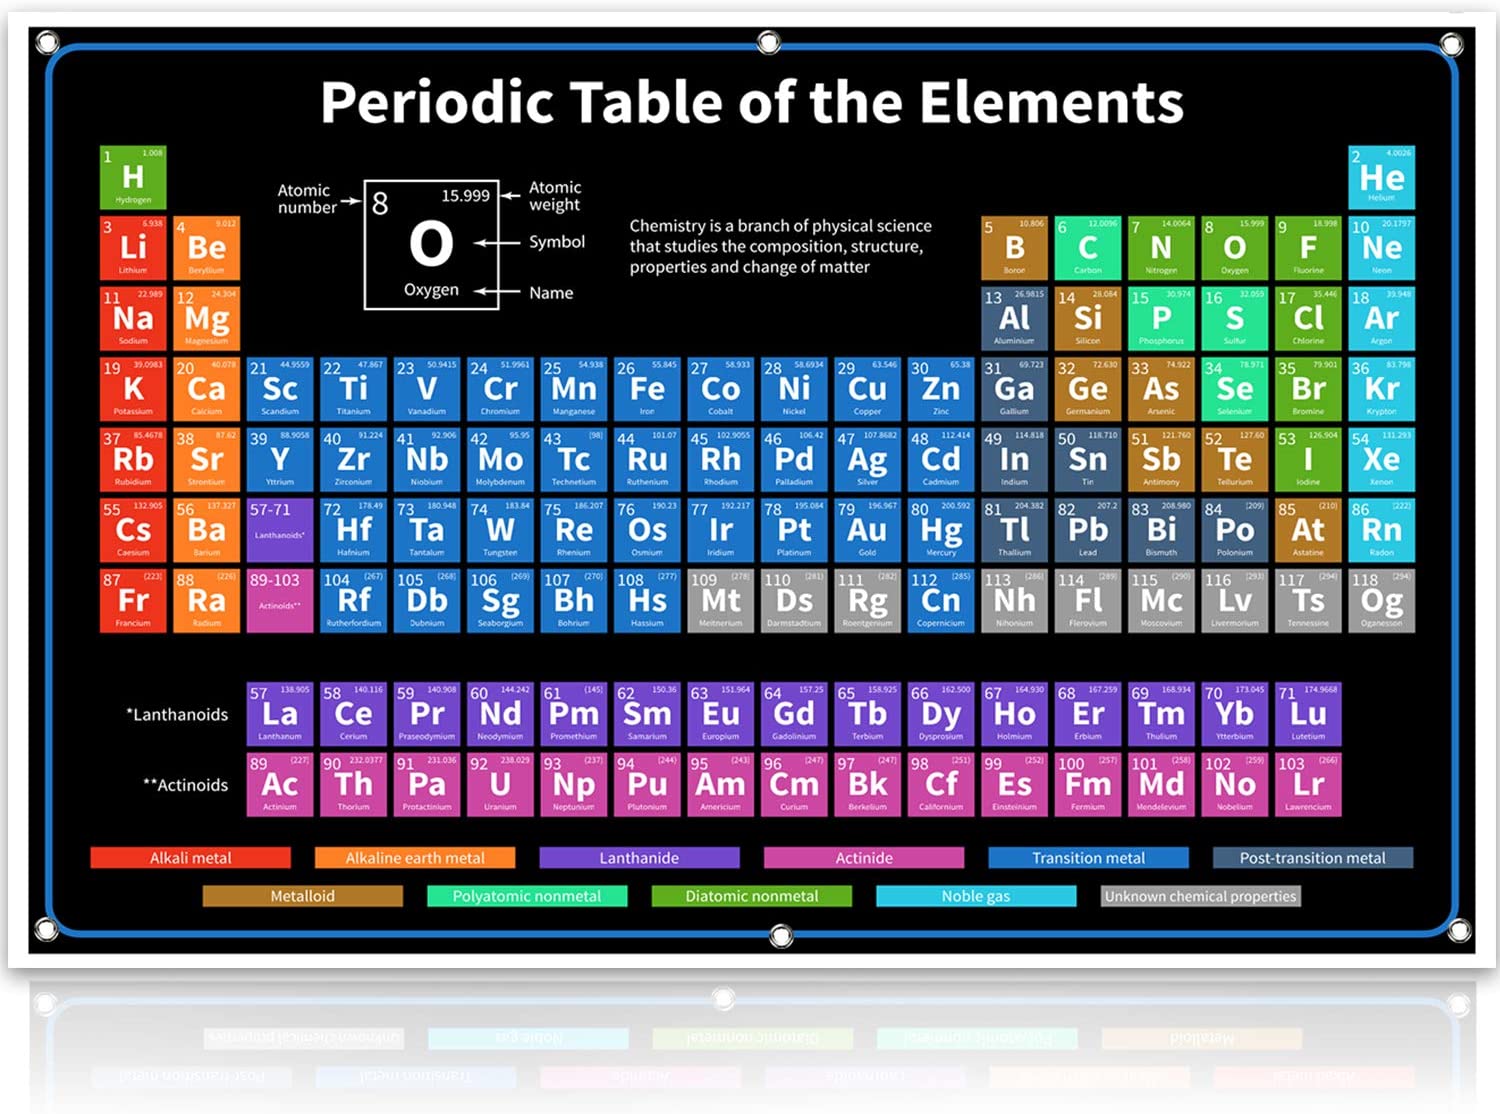 Periodic Table of the Elements
Atomic number
8
15.999
O
Oxygen
Atomic weight
Symbol
Name
Chemistry is a branch of physical science
that studies the composition, structure,
properties and change of matter
1 1.008 H Hydrogen
2 4.0026 He Helium
3 6.938 Li Lithium
4 9.012 Be Beryllium
5 10.806 B Boron
6 12.0096 C Carbon
7 14.0064 N Nitrogen
8 15.999 O Oxygen
9 18.998 F Fluorine
10 20.1797 Ne Neon
11 22.989 Na Sodium
12 24.304 Mg Magnesium
13 26.9815 Al Aluminium
14 28.084 Si Silicon
15 30.974 P Phosphorus
16 32.059 S Sulfur
17 35.446 Cl Chlorine
18 39.948 Ar Argon
19 39.0983 K Potassium
20 40.078 Ca Calcium
21 44.9559 Sc Scandium
22 47.867 Ti Titanium
23 50.9415 V Vanadium
24 51.9961 Cr Chromium
25 54.938 Mn Manganese
26 55.845 Fe Iron
27 58.933 Co Cobalt
28 58.6934 Ni Nickel
29 63.546 Cu Copper
30 65.38 Zn Zinc
31 69.723 Ga Gallium
32 72.630 Ge Germanium
33 74.922 As Arsenic
34 78.971 Se Selenium
35 79.901 Br Bromine
36 83.798 Kr Krypton
37 85.4678 Rb Rubidium
38 87.62 Sr Strontium
39 88.9058 Y Yttrium
40 91.224 Zr Zirconium
41 92.906 Nb Niobium
42 95.95 Mo Molybdenum
43 [98] Tc Technetium
44 101.07 Ru Ruthenium
45 102.9055 Rh Rhodium
46 106.42 Pd Palladium
47 107.8682 Ag Silver
48 112.414 Cd Cadmium
49 114.818 In Indium
50 118.710 Sn Tin
51 121.760 Sb Antimony
52 127.60 Te Tellurium
53 126.904 I Iodine
54 131.293 Xe Xenon
55 132.905 Cs Caesium
56 137.327 Ba Barium
57-71 Lanthanoids*
72 178.49 Hf Hafnium
73 180.948 Ta Tantalum
74 183.84 W Tungsten
75 186.207 Re Rhenium
76 190.23 Os Osmium
77 192.217 Ir Iridium
78 195.084 Pt Platinum
79 196.967 Au Gold
80 200.592 Hg Mercury
81 204.382 Tl Thallium
82 207.2 Pb Lead
83 208.980 Bi Bismuth
84 (209) Po Polonium
85 (210) At Astatine
86 (222) Rn Radon
87 (223) Fr Francium
88 (226) Ra Radium
89-103 Actinoids**
104 (267) Rf Rutherfordium
105 (268) Db Dubnium
106 (269) Sg Seaborgium
107 (270) Bh Bohrium
108 (277) Hs Hassium
109 (278) Mt Meitnerium
110 (281) Ds Darmstadtium
111 (282) Rg Roentgenium
112 (285) Cn Copernicium
113 (286) Nh Nihonium
114 (289) Fl Flerovium
115 (290) Mc Moscovium
116 (293) Lv Livermorium
117 (294) Ts Tennessine
118 (294) Og Oganesson
*Lanthanoids
57 138.905 La Lanthanum
58 140.116 Ce Cerium
59 140.908 Pr Praseodymium
60 144.242 Nd Neodymium
61 (145) Pm Promethium
62 150.36 Sm Samarium
63 151.964 Eu Europium
64 157.25 Gd Gadolinium
65 158.925 Tb Terbium
66 162.500 Dy Dysprosium
67 164.930 Ho Holmium
68 167.259 Er Erbium
69 168.934 Tm Thulium
70 173.045 Yb Ytterbium
71 174.9668 Lu Lutetium
**Actinoids
89 (227) Ac Actinium
90 232.0377 Th Thorium
91 231.036 Pa Protactinium
92 238.029 U Uranium
93 (237) Np Neptunium
94 (244) Pu Plutonium
95 (243) Am Americium
96 (247) Cm Curium
97 (247) Bk Berkelium
98 (251) Cf Californium
99 (252) Es Einsteinium
100 (257) Fm Fermium
101 (258) Md Mendelevium
102 (259) No Nobelium
103 (266) Lr Lawrencium
Alkali metal
Alkaline earth metal
Lanthanide
Actinide
Transition metal
Post-transition metal
Metalloid
Polyatomic nonmetal
Diatomic nonmetal
Noble gas
Unknown chemical properties